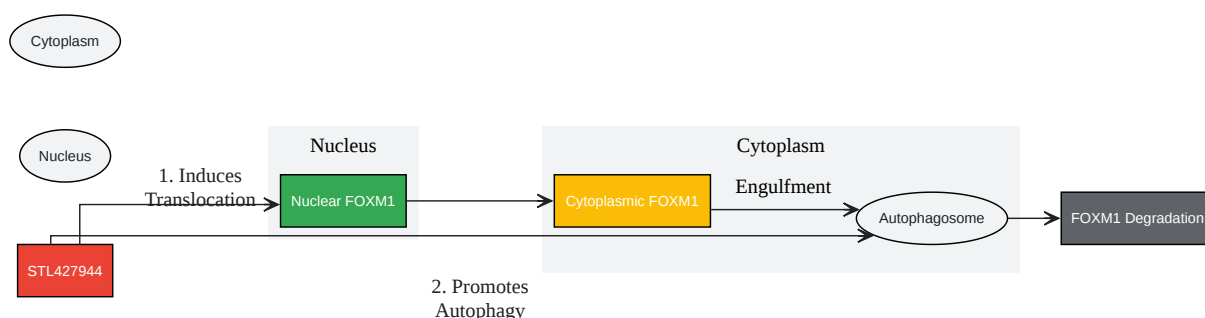 Cytoplasm
Nucleus
Nucleus
Cytoplasm
1. Induces
Translocation
Nuclear FOXM1
Cytoplasmic FOXM1
Engulfment
Autophagosome
FOXM1 Degradation
STL427944
2. Promotes
Autophagy